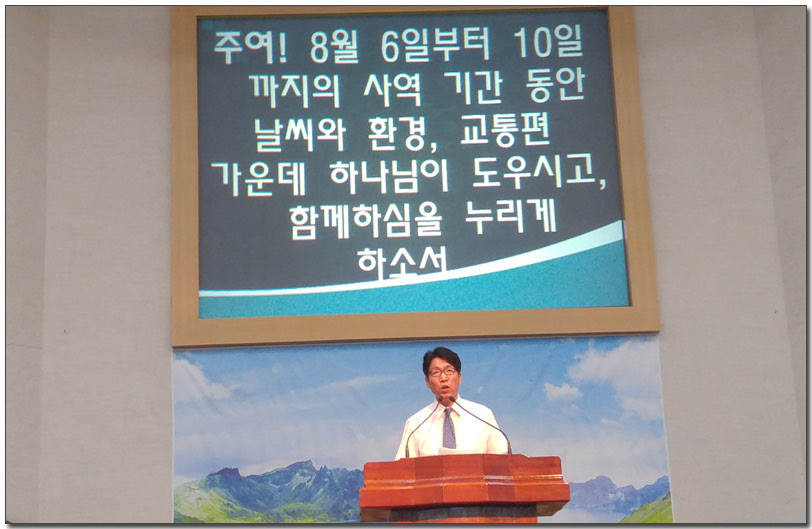 주여! 8월 6일부터 10일
까지의 사역 기간 동안
날씨와 환경, 교통편
가운데 하나님이 도우시고,
함께하심을 누리게
하소서